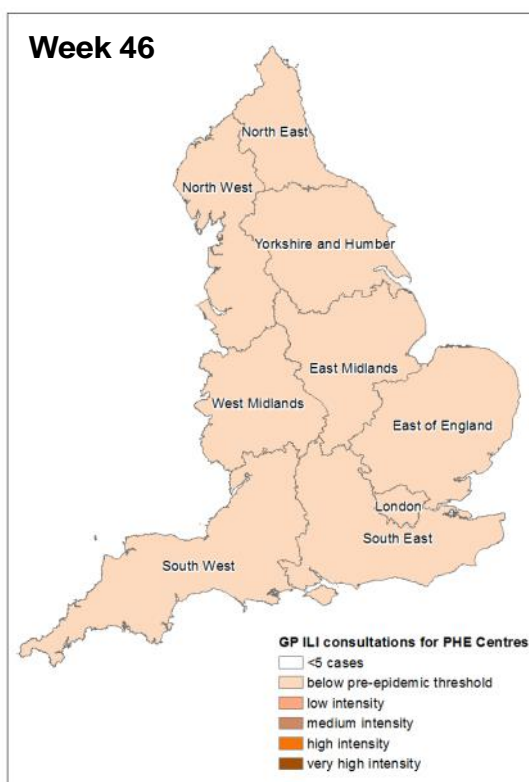 Week 46
North East
North West
Yorkshire and Humber
East Midlands
West Midlands
East of England
London
South East
South West
GP ILI consultations for PHE Centres
<5 cases
below pre-epidemic threshold
low intensity
medium intensity
high intensity
very high intensity